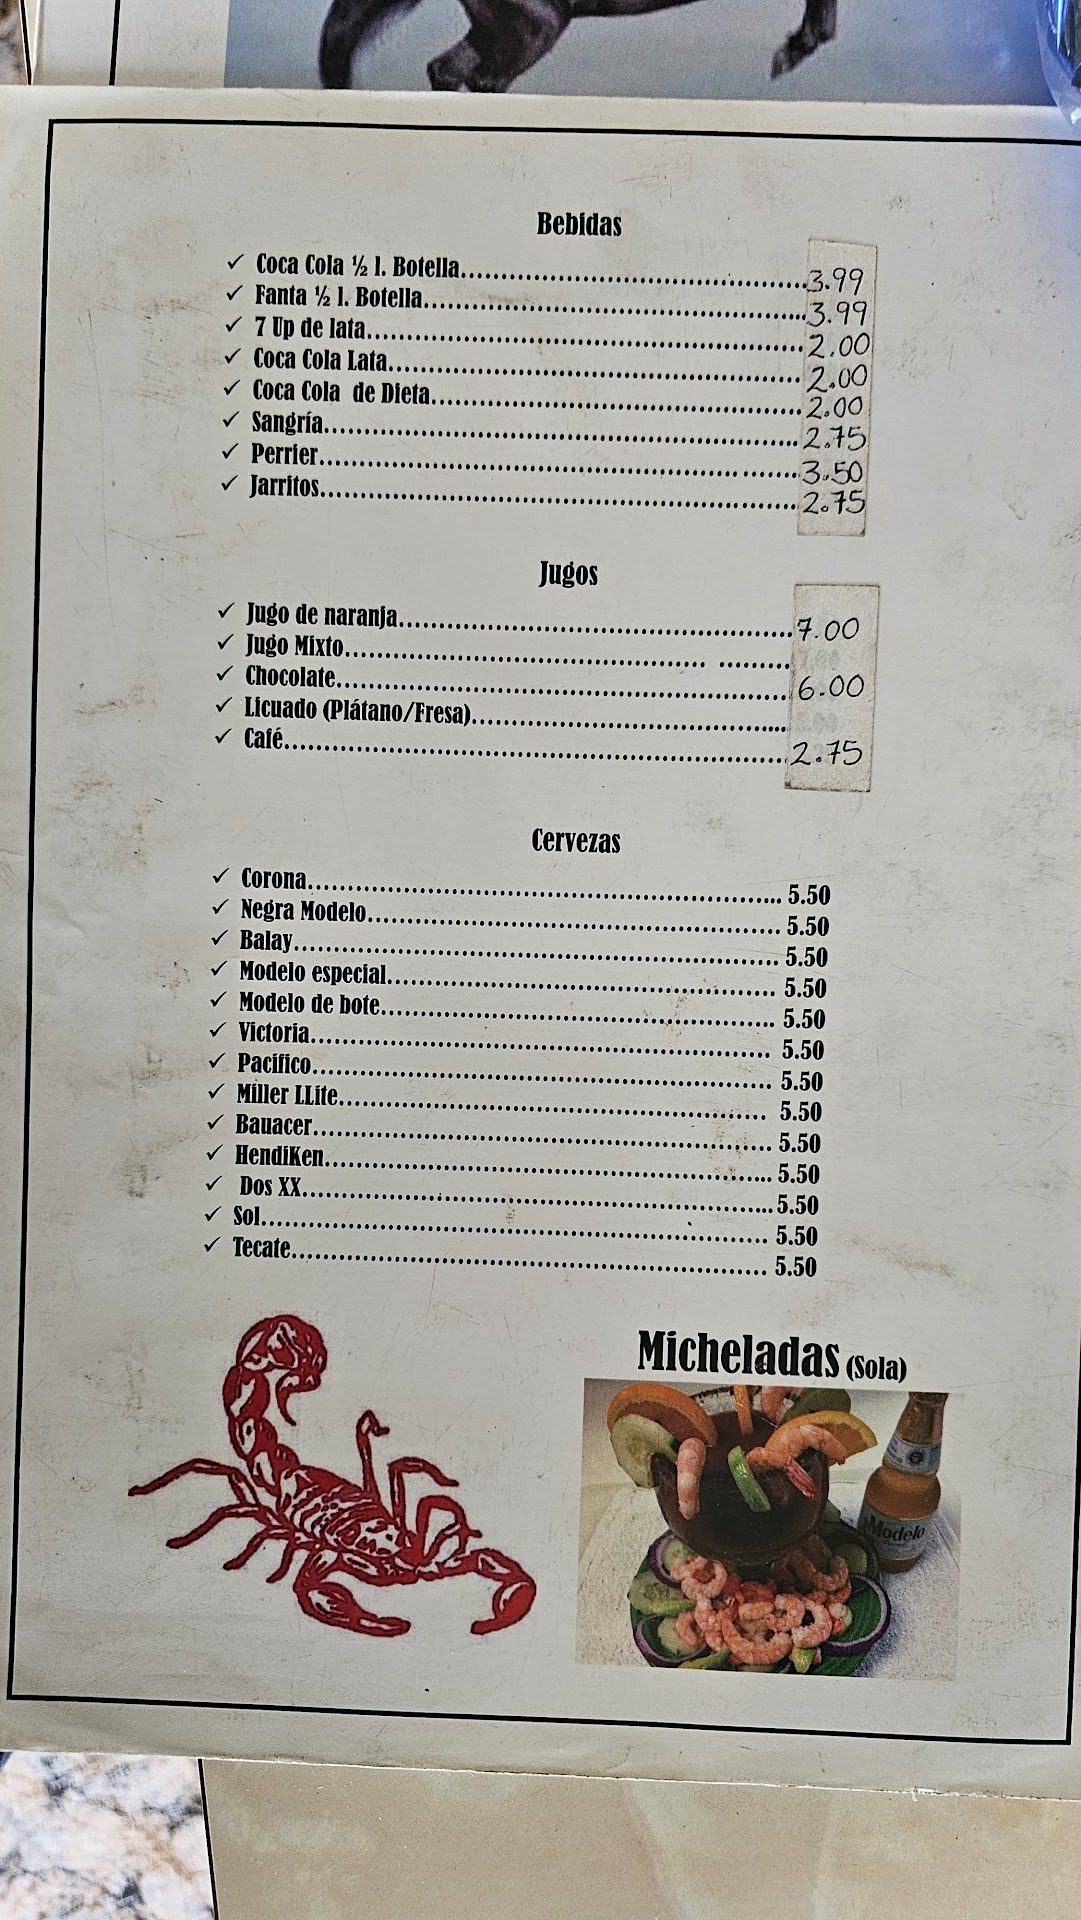 Bebidas
✓ Coca Cola ½ l. Botella 3.99
✓ Fanta ½ l. Botella 3.99
✓ 7 Up de lata 2.00
✓ Coca Cola Lata 2.00
✓ Coca Cola de Dieta 2.00
✓ Sangría 2.75
✓ Perrier 3.50
✓ Jarritos 2.75
Jugos
✓ Jugo de naranja 7.00
✓ Jugo Mixto
✓ Chocolate 6.00
✓ Licuado (Plátano/Fresa)
✓ Café 2.75
Cervezas
✓ Corona 5.50
✓ Negra Modelo 5.50
✓ Balay 5.50
✓ Modelo especial 5.50
✓ Modelo de bote 5.50
✓ Victoria 5.50
✓ Pacifico 5.50
✓ Miller LLite 5.50
✓ Bauacer 5.50
✓ HendiKen 5.50
✓ Dos XX 5.50
✓ Sol 5.50
✓ Tecate 5.50
Micheladas (Sola)
Modelo